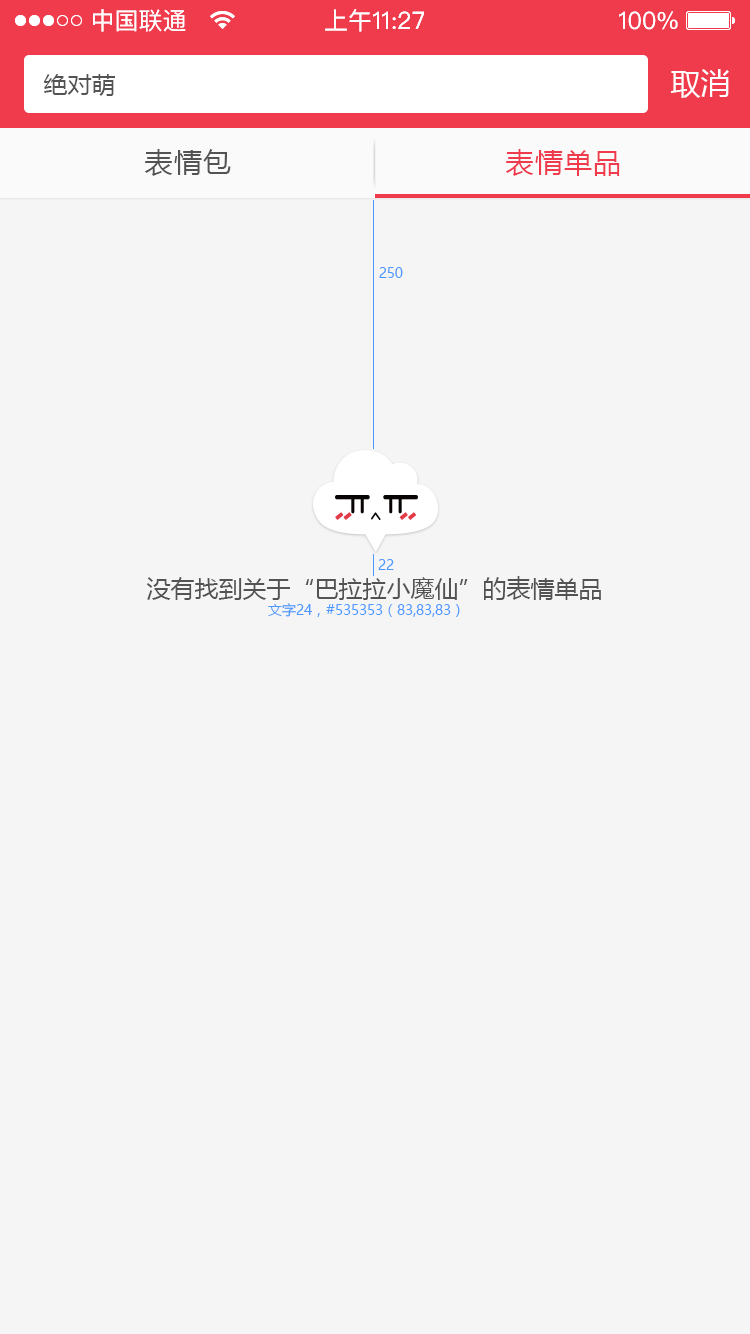 中国联通 上午11:27 100%
绝对萌 取消
表情包 表情单品
250
22
没有找到关于“巴拉拉小魔仙”的表情单品
文字24，#535353（83,83,83）